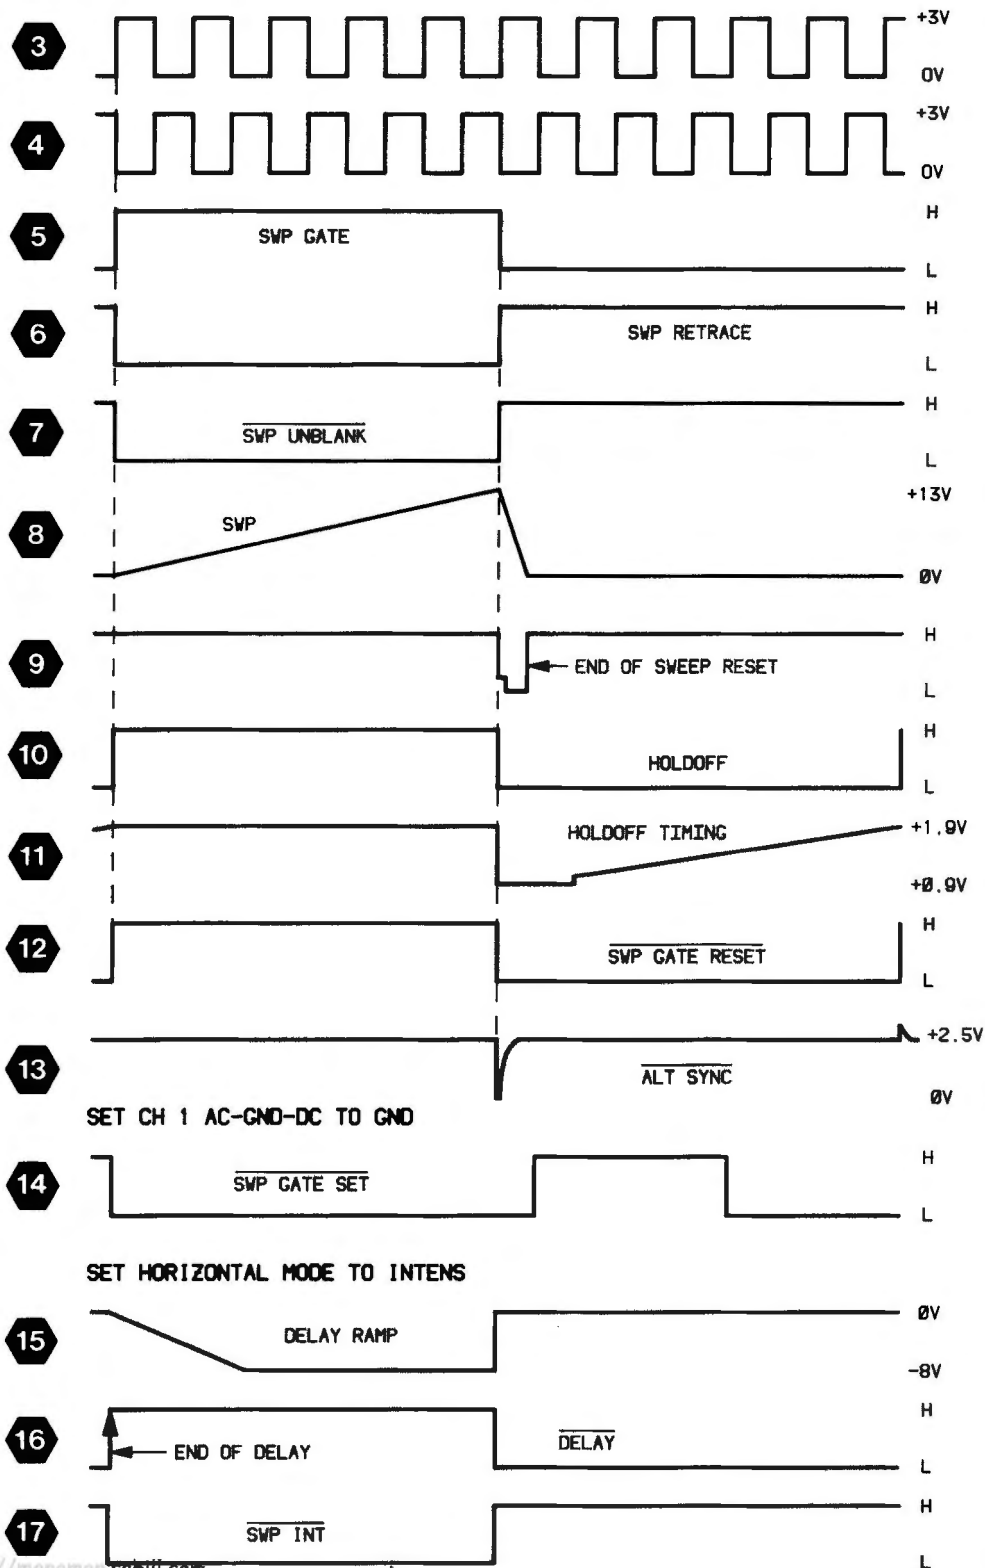 3 +3V
0V
4 +3V
0V
5 SWP GATE H
L
6 SWP RETRACE H
L
7 SWP UNBLANK H
L
8 SWP +13V
0V
9 END OF SWEEP RESET H
L
10 HOLDOFF H
L
11 HOLDOFF TIMING +1.9V
+0.9V
12 SWP GATE RESET H
L
13 ALT SYNC +2.5V
0V
SET CH 1 AC-GND-DC TO GND
14 SWP GATE SET H
L
SET HORIZONTAL MODE TO INTENS
15 DELAY RAMP 0V
-8V
16 END OF DELAY DELAY H
L
17 SWP INT H
L